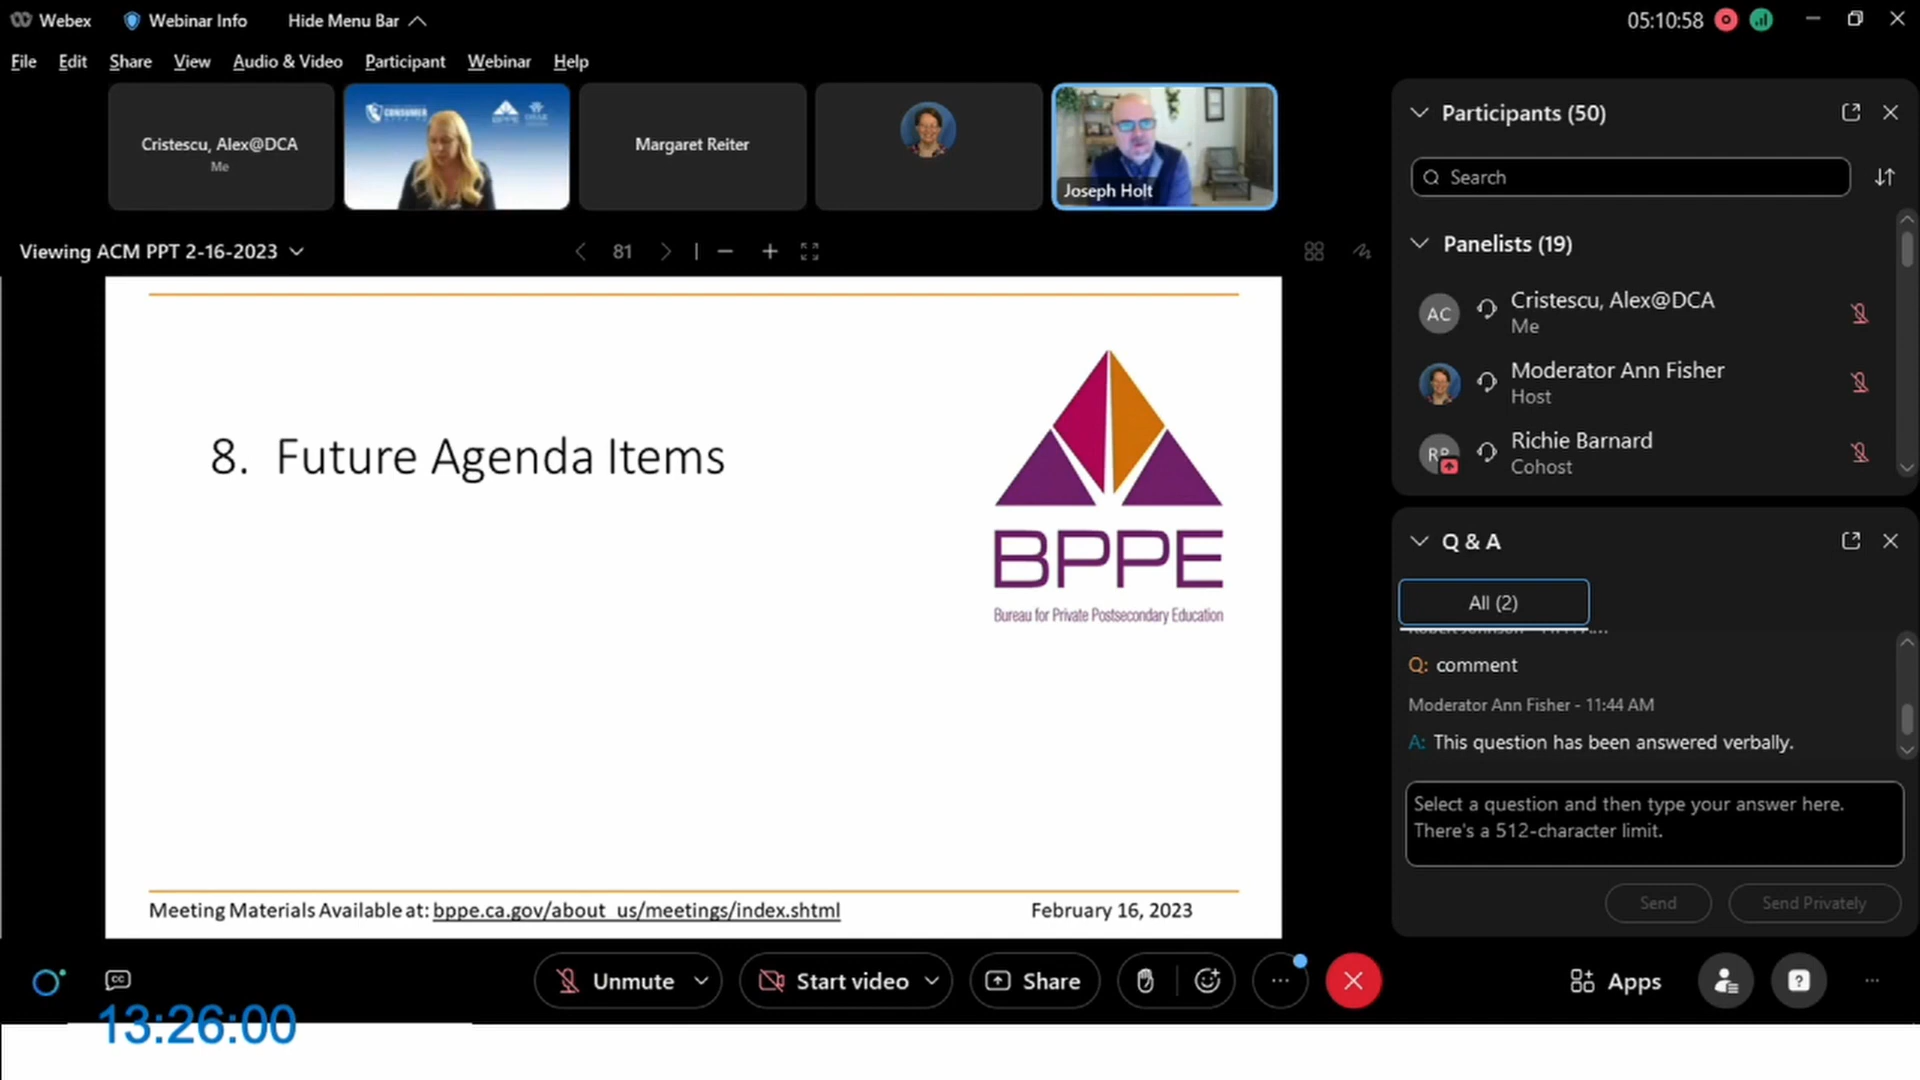 Webex
Webinar Info
Hide Menu Bar
05:10:58
File Edit Share View Audio & Video Participant Webinar Help
Cristescu, Alex@DCA
Me
CONSUMER
BPPE
Margaret Reiter
Joseph Holt
Viewing ACM PPT 2-16-2023
81
8. Future Agenda Items
BPPE
Bureau for Private Postsecondary Education
Meeting Materials Available at: bppe.ca.gov/about_us/meetings/index.shtml
February 16, 2023
Participants (50)
Search
Panelists (19)
AC
Cristescu, Alex@DCA
Me
Moderator Ann Fisher
Host
Richie Barnard
Cohost
Q & A
All (2)
Q: comment
Moderator Ann Fisher - 11:44 AM
A: This question has been answered verbally.
Select a question and then type your answer here.
There's a 512-character limit.
Send
Send Privately
CC
Unmute
Start video
Share
Apps
13:26:00